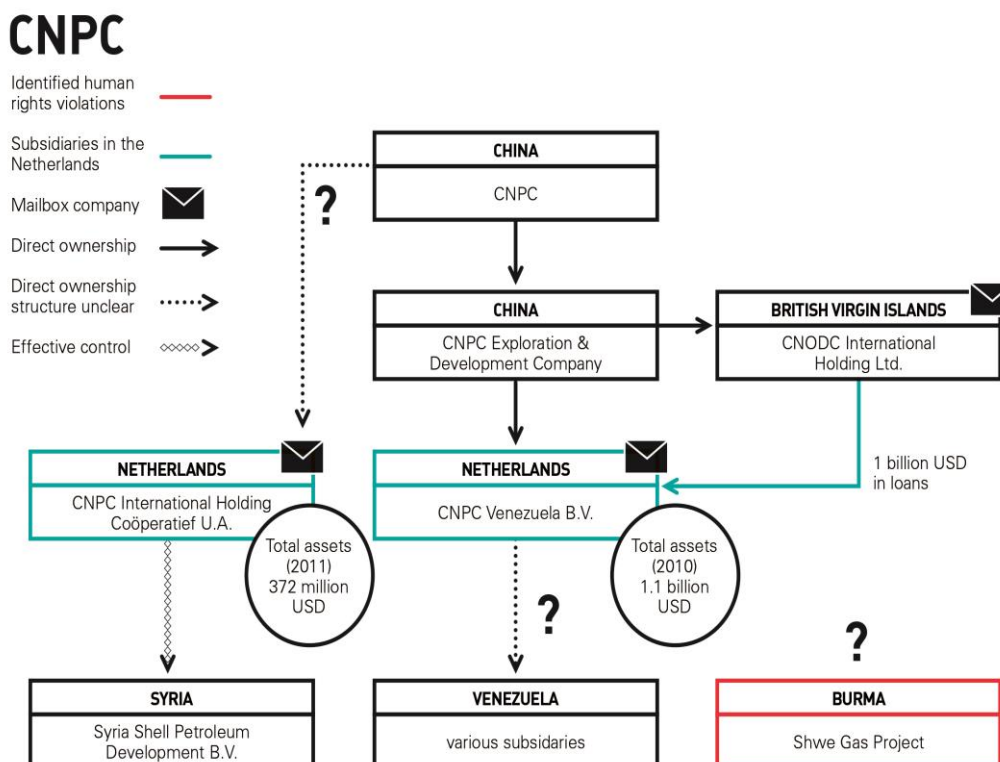 CNPC
Identified human
rights violations
Subsidiaries in the
Netherlands
Mailbox company
Direct ownership
Direct ownership
structure unclear
Effective control
?
CHINA
CNPC
CHINA
CNPC Exploration &
Development Company
BRITISH VIRGIN ISLANDS
CNODC International
Holding Ltd.
1 billion USD
in loans
NETHERLANDS
CNPC International Holding
Coöperatief U.A.
Total assets
(2011)
372 million
USD
NETHERLANDS
CNPC Venezuela B.V.
Total assets
(2010)
1.1 billion
USD
?
?
SYRIA
Syria Shell Petroleum
Development B.V.
VENEZUELA
various subsidaries
BURMA
Shwe Gas Project